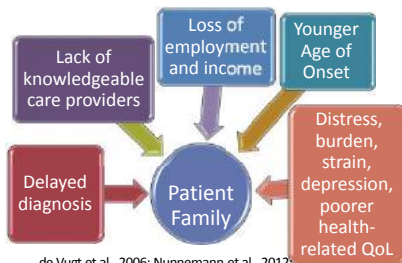 Lack of
knowledgeable
care providers
Loss of
employment
and income
Younger
Age of
Onset
Delayed
diagnosis
Patient
Family
Distress,
burden,
strain,
depression,
poorer
health-
related QoL
de Vugt et al., 2006; Nunnemann et al., 2012;